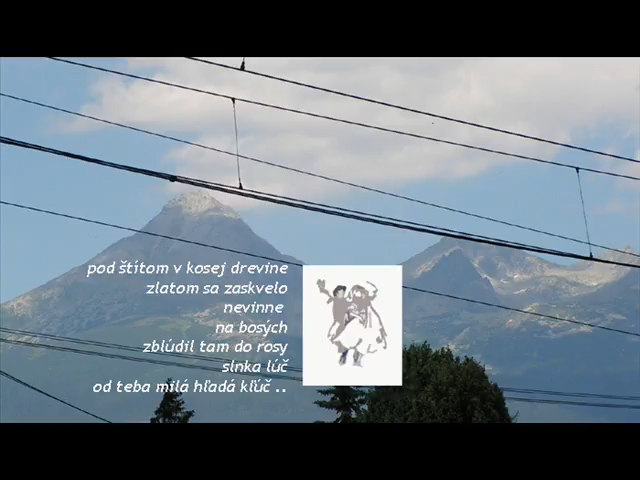 pod štítom v kosej drevine
zlatom sa zaskvelo
nevinne
na bosých
zblúdil tam do rosy
slnka lúč
od teba milá hľadá kľúč ..